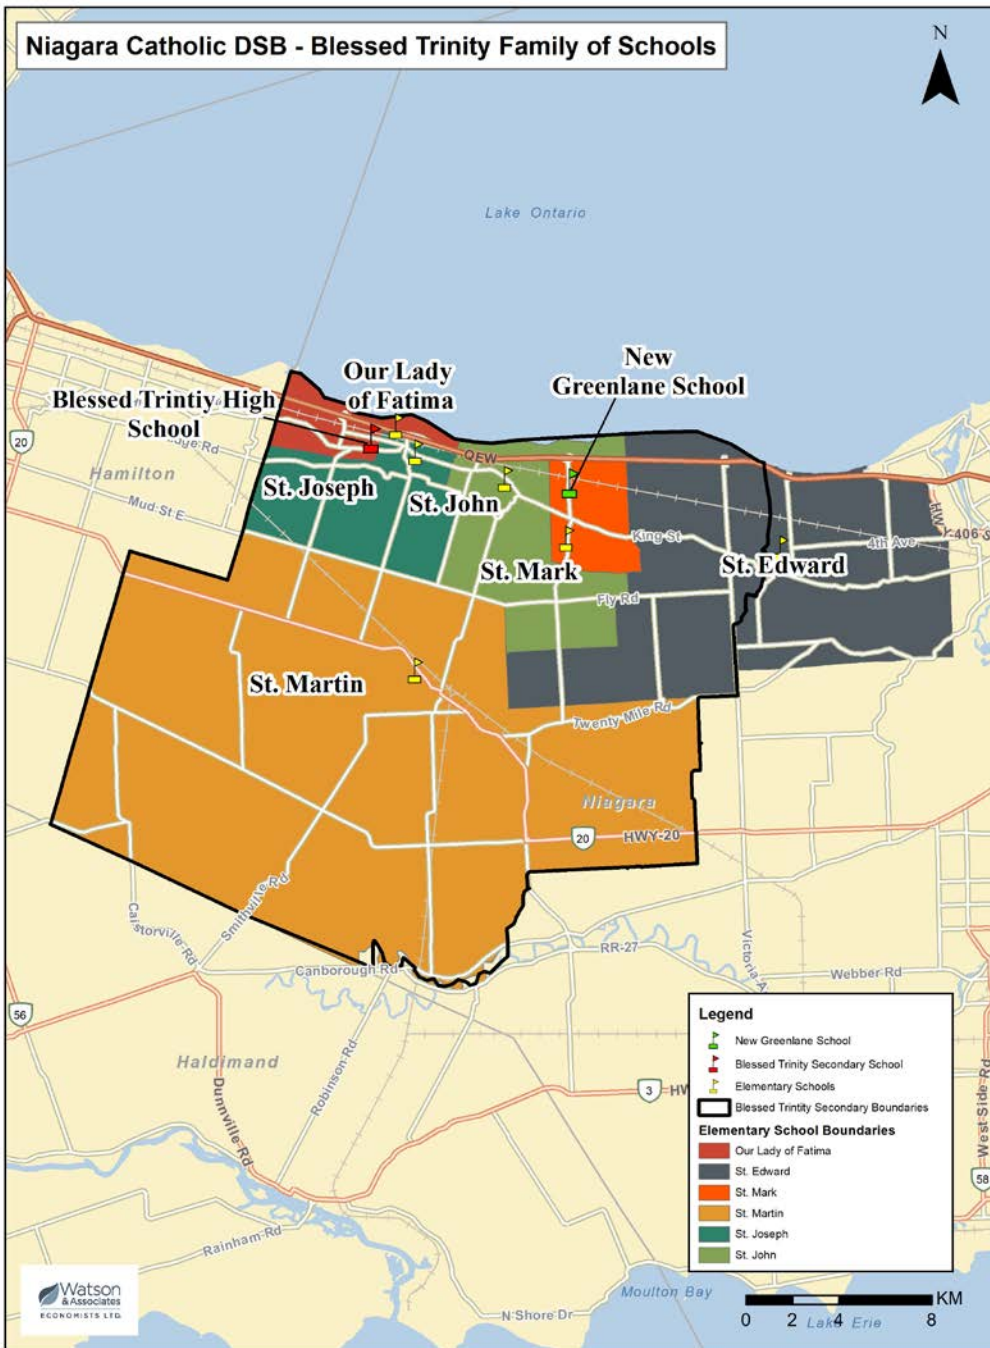 Niagara Catholic DSB - Blessed Trinity Family of Schools
N
Lake Ontario
New
Greenlane School
Our Lady
of Fatima
Blessed Trintiy High
School
20
Hamilton
QEW
St. Joseph
St. John
Mud St E
King St
HWY-406
4th Ave
St. Mark
St. Edward
Fly Rd
St. Martin
Twenty Mile Rd
Niagara
20
HWY-20
Smithville Rd
Caistorville Rd
Canborough Rd
RR-27
Victoria A
Webber Rd
56
Haldimand
Robinson Rd
Dunnville Rd
3
West Side Rd
58
Rainham Rd
N Shore Dr
Moulton Bay
Lake Erie
Legend
New Greenlane School
Blessed Trinity Secondary School
Elementary Schools
Blessed Trintity Secondary Boundaries
Elementary School Boundaries
Our Lady of Fatima
St. Edward
St. Mark
St. Martin
St. Joseph
St. John
0 2 4 8 KM
Watson
& Associates
ECONOMISTS LTD.